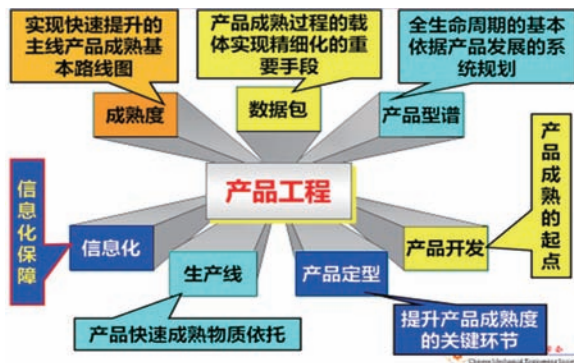 实现快速提升的
主线产品成熟基
本路线图
产品成熟过程的载
体实现精细化的重
要手段
全生命周期的基本
依据产品发展的系
统规划
成熟度
数据包
产品型谱
产品工程
信息化保障
信息化
生产线
产品定型
产品开发
产品成熟的起点
产品快速成熟物质依托
提升产品成熟度
的关键环节
Chinese Mechanical Engineering Society